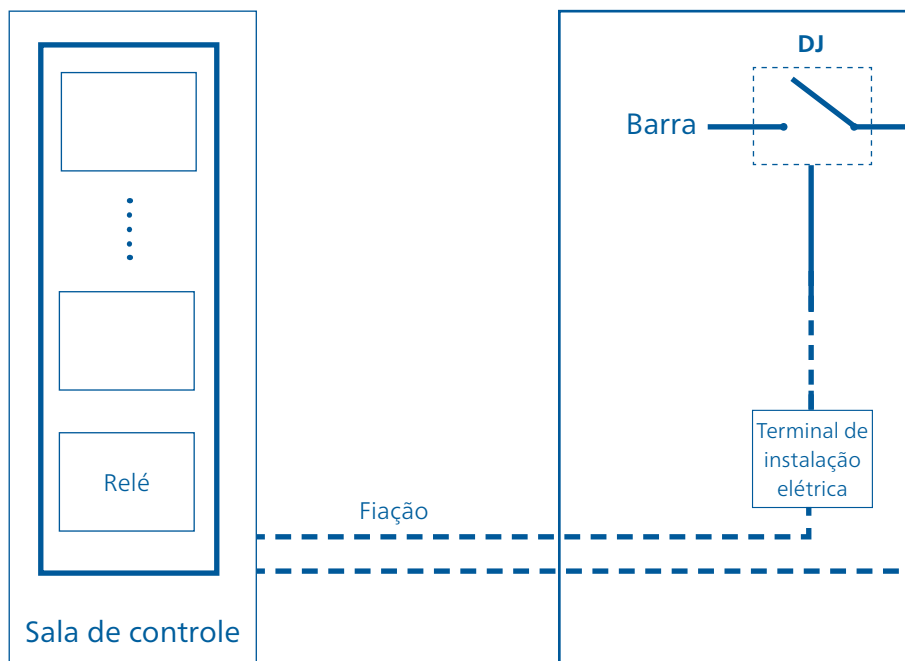 DJ
Barra
Terminal de
instalação
elétrica
Relé
Fiação
Sala de controle